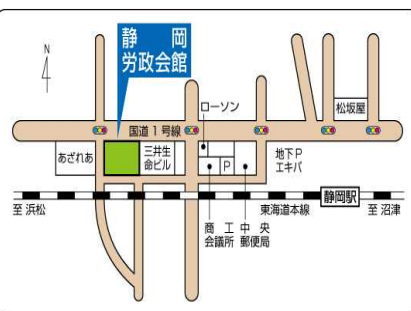 N
静岡
労政会館
ローソン
国道1号線
松坂屋
あざれあ
三井生
命ビル
P
地下P
エキパ
至 浜松
東海道本線
静岡駅
至 沼津
商工
会議所
中央
郵便局